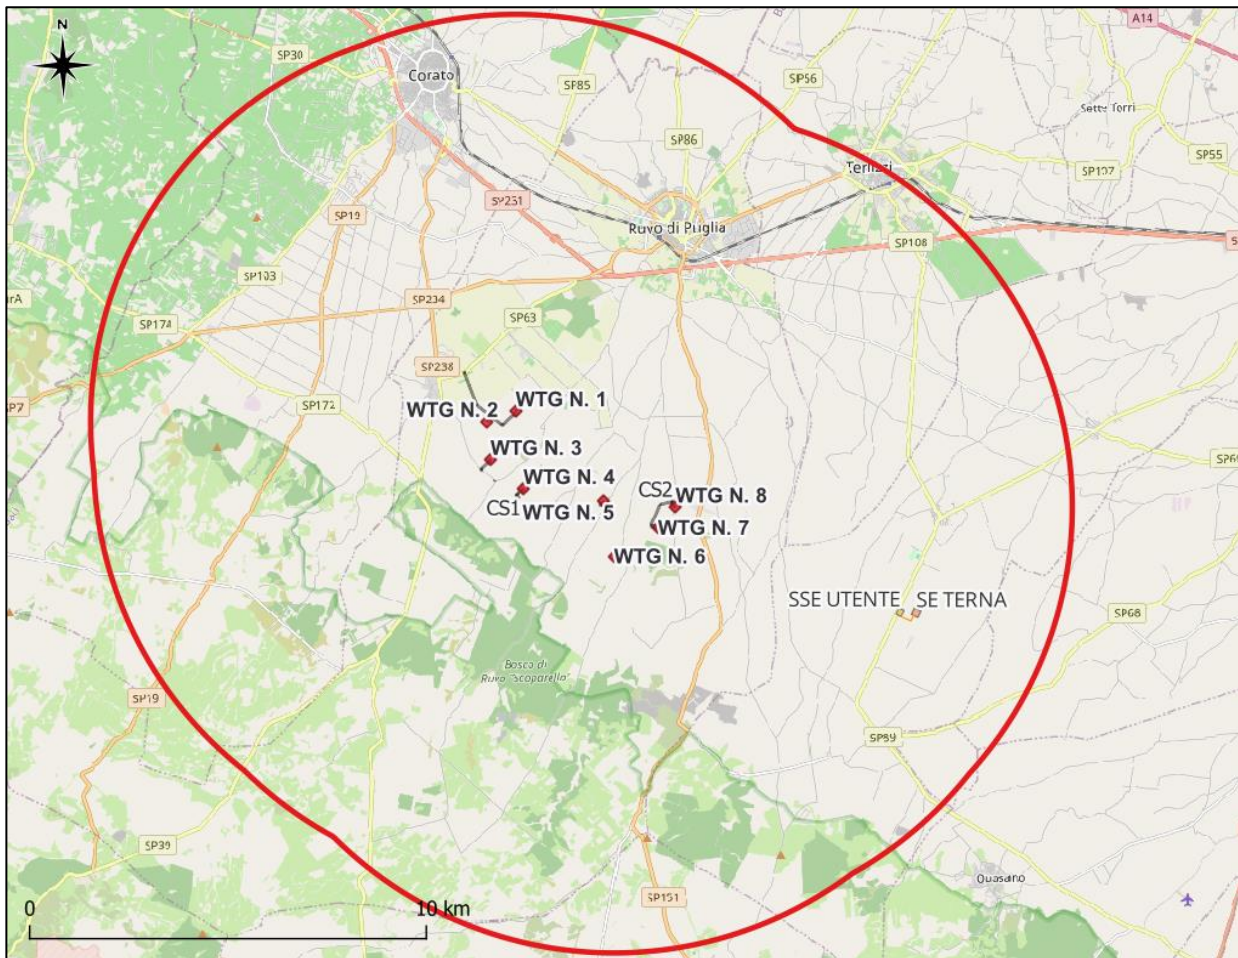 A14
N
SP30
Corato
SP85
SP56
Sette Torri
SP86
SP55
Terlizzi
SP107
SP19
SP231
Ruvo di Puglia
SP108
SP103
SP234
SP174
SP63
SP238
SP7
SP172
WTG N. 1
WTG N. 2
WTG N. 3
WTG N. 4
CS2
WTG N. 8
CS1
WTG N. 5
WTG N. 7
WTG N. 6
SSE UTENTE
SE TERNA
SP68
Bosco di
Ruvo "scoparella"
SP19
SP89
SP39
Quasano
0
10 km
SP151